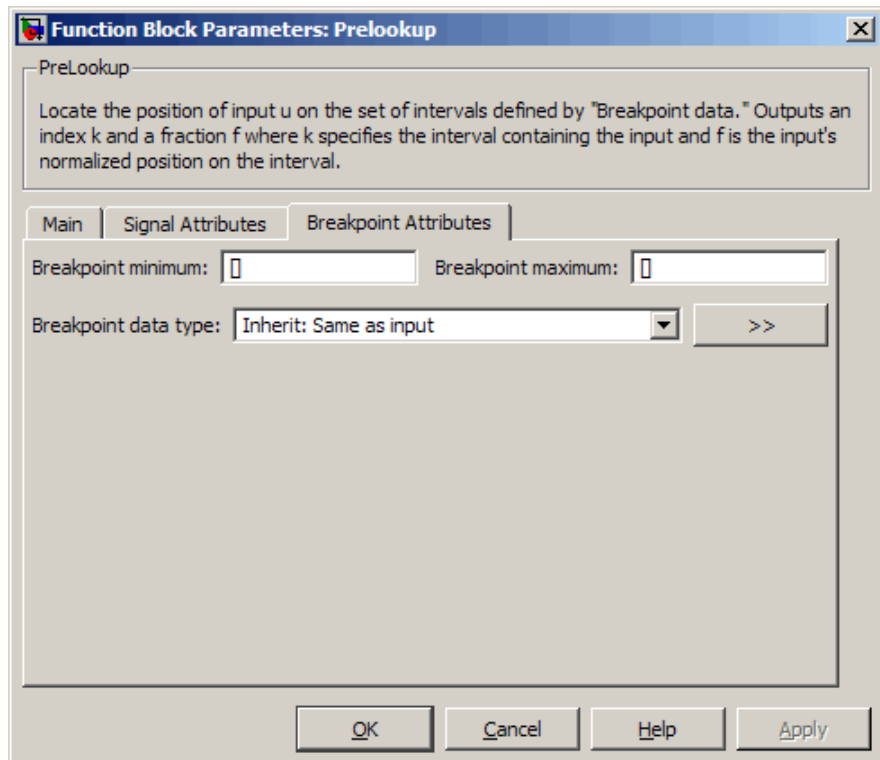 Function Block Parameters: Prelookup
PreLookup
Locate the position of input u on the set of intervals defined by "Breakpoint data." Outputs an
index k and a fraction f where k specifies the interval containing the input and f is the input's
normalized position on the interval.
Main Signal Attributes Breakpoint Attributes
Breakpoint minimum: [] Breakpoint maximum: []
Breakpoint data type: Inherit: Same as input >>
OK Cancel Help Apply